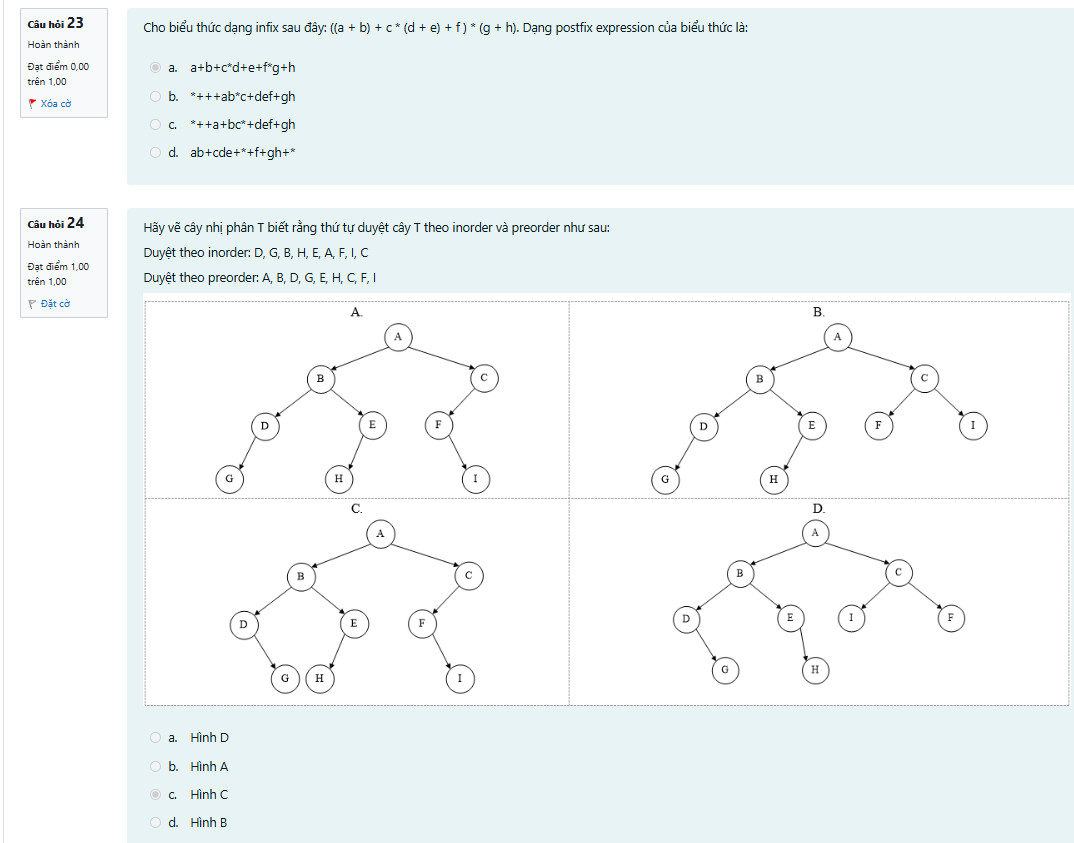 Câu hỏi 23
Hoàn thành
Đạt điểm 0,00
trên 1,00
Xóa cờ
Cho biểu thức dạng infix sau đây: ((a + b) + c * (d + e) + f ) * (g + h). Dạng postfix expression của biểu thức là:
a. a+b+c*d+e+f*g+h
b. *+++ab*c+def+gh
c. *++a+bc*+def+gh
d. ab+cde+*+f+gh+*
Câu hỏi 24
Hoàn thành
Đạt điểm 1,00
trên 1,00
Đặt cờ
Hãy vẽ cây nhị phân T biết rằng thứ tự duyệt cây T theo inorder và preorder như sau:
Duyệt theo inorder: D, G, B, H, E, A, F, I, C
Duyệt theo preorder: A, B, D, G, E, H, C, F, I
A.
A
B C
D E F
G H I
B.
A
B C
D E F I
G H
C.
A
B C
D E F
G H I
D.
A
B C
D E I F
G H
a. Hình D
b. Hình A
c. Hình C
d. Hình B